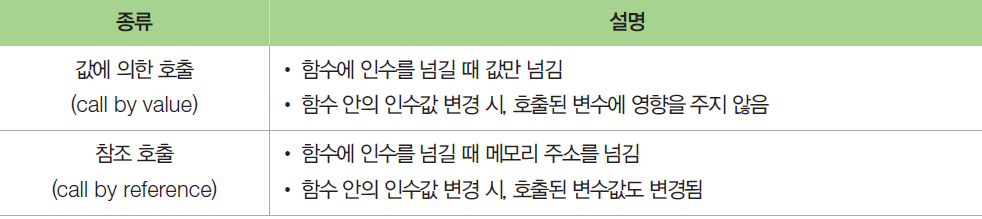 종류 설명
값에 의한 호출
(call by value)
• 함수에 인수를 넘길 때 값만 넘김
• 함수 안의 인수값 변경 시, 호출된 변수에 영향을 주지 않음
참조 호출
(call by reference)
• 함수에 인수를 넘길 때 메모리 주소를 넘김
• 함수 안의 인수값 변경 시, 호출된 변수값도 변경됨